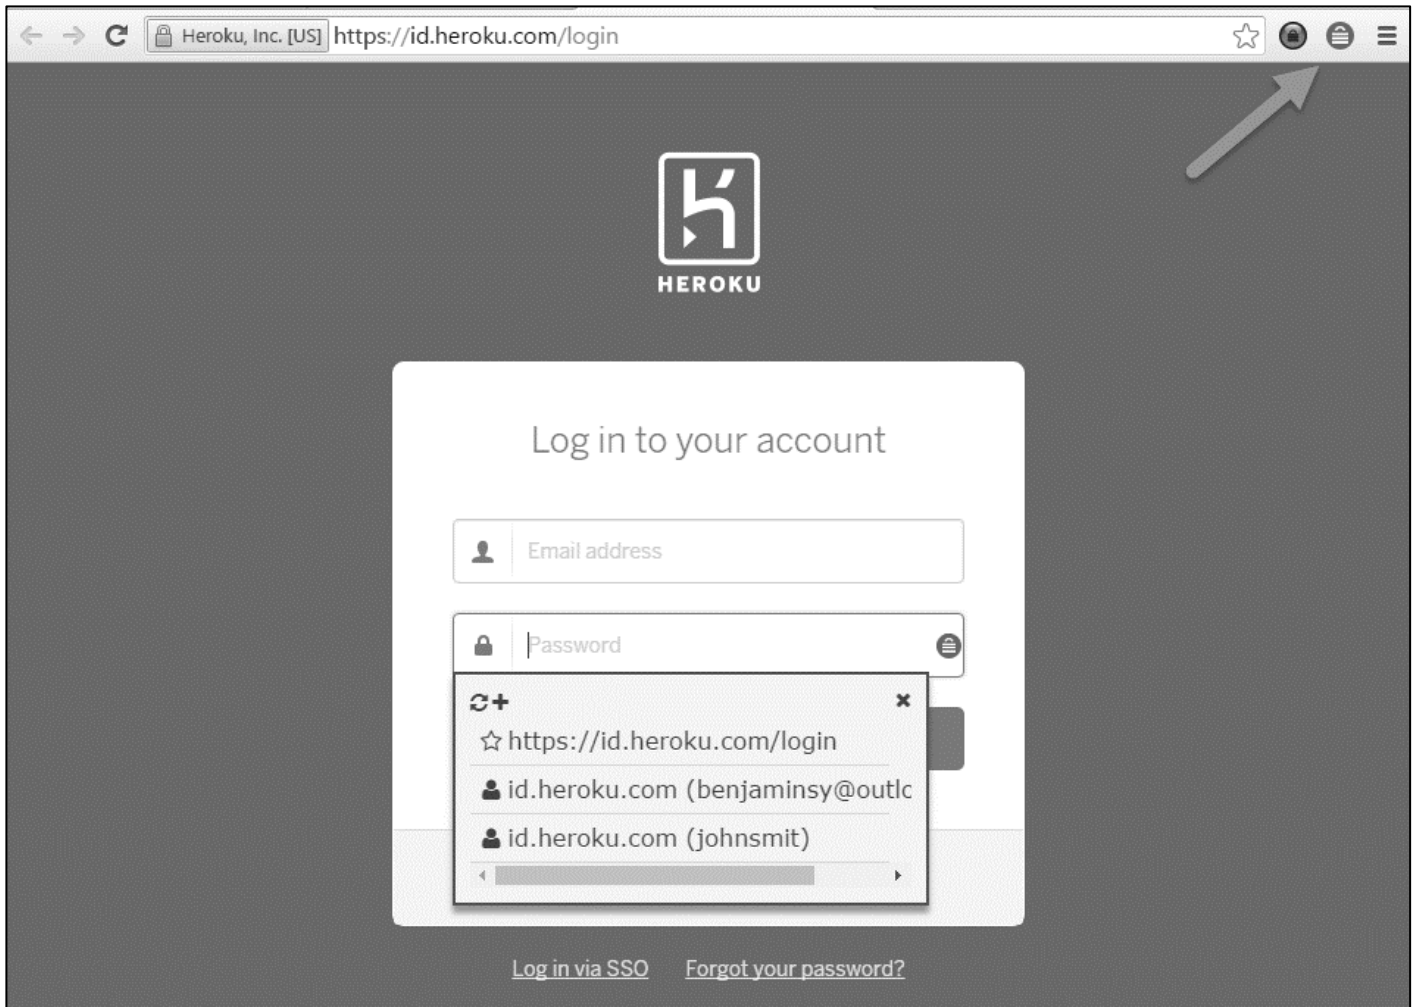 Heroku, Inc. [US] https://id.heroku.com/login
HEROKU
Log in to your account
Email address
Password
https://id.heroku.com/login
id.heroku.com (benjaminsy@outlo
id.heroku.com (johnsmit)
Log in via SSO Forgot your password?